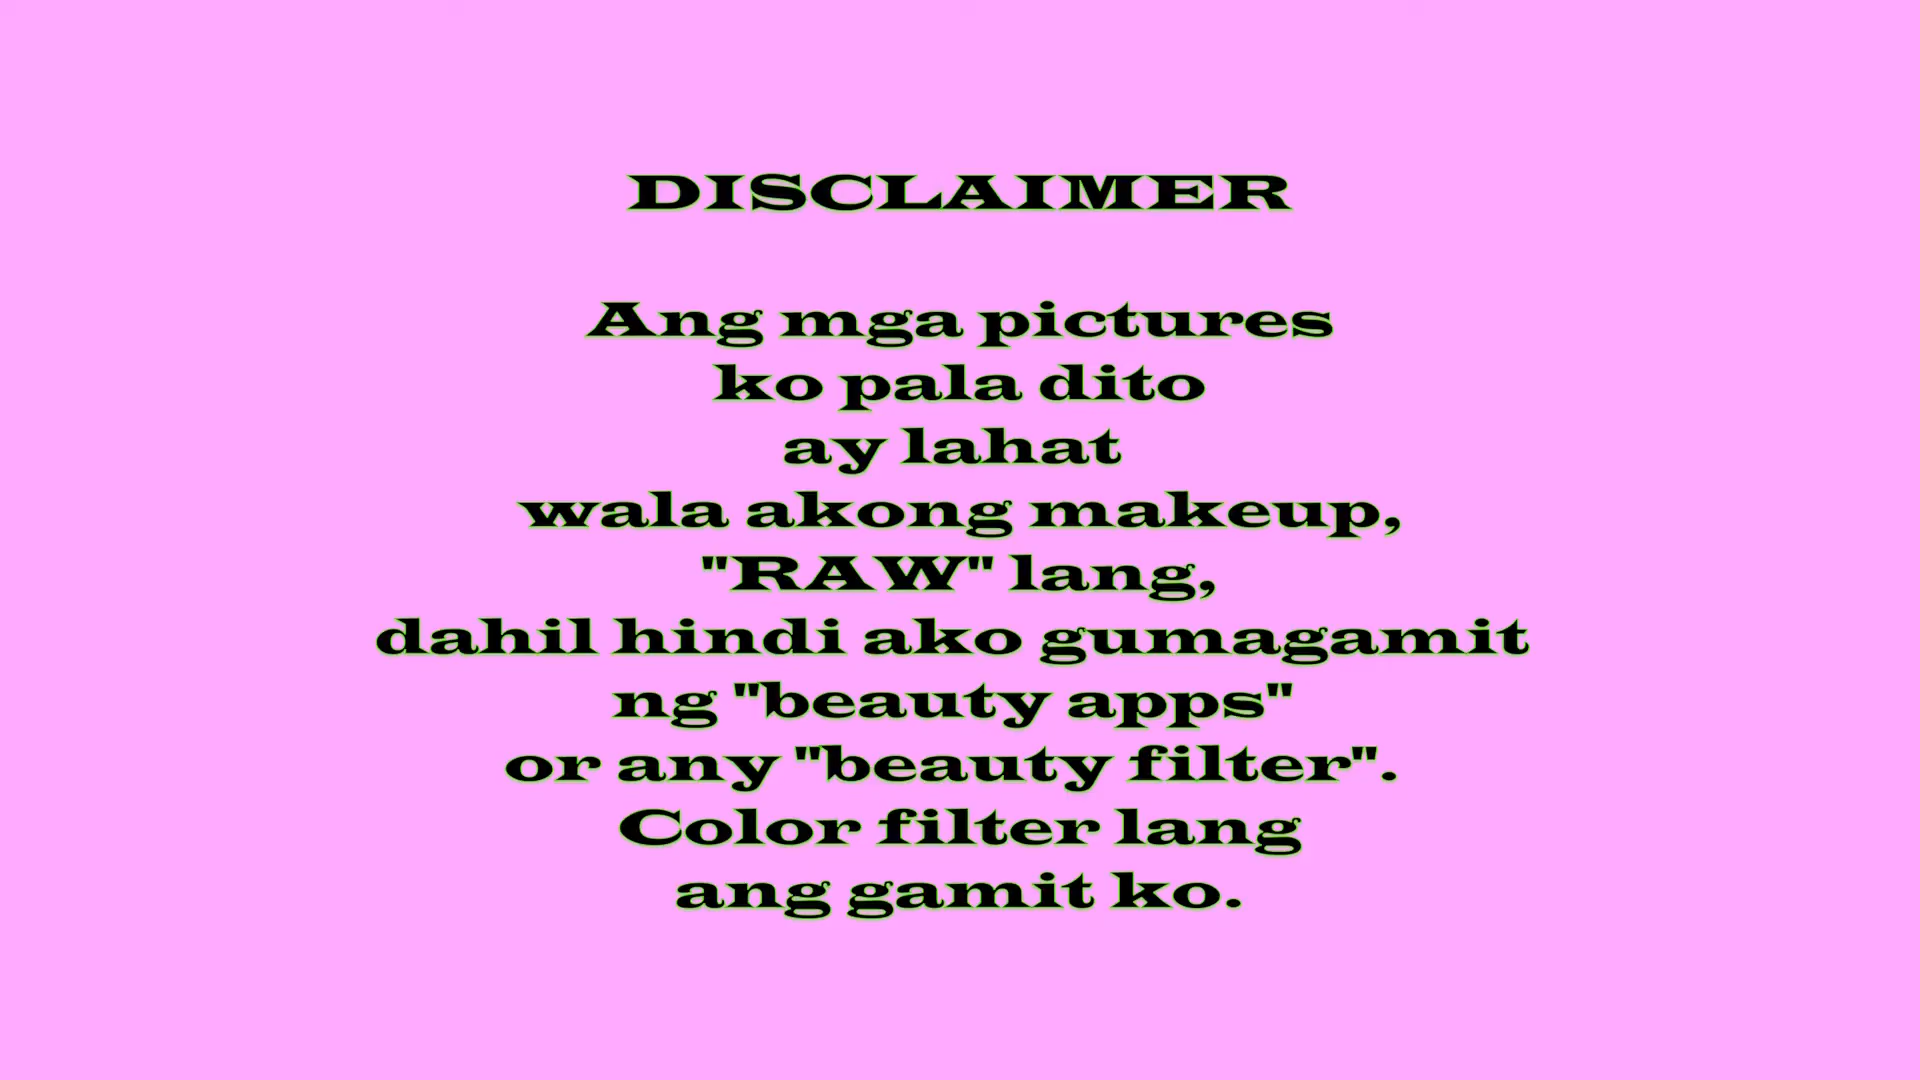 DISCLAIMER
Ang mga pictures
ko pala dito
ay lahat
wala akong makeup,
"RAW" lang,
dahil hindi ako gumagamit
ng "beauty apps"
or any "beauty filter".
Color filter lang
ang gamit ko.